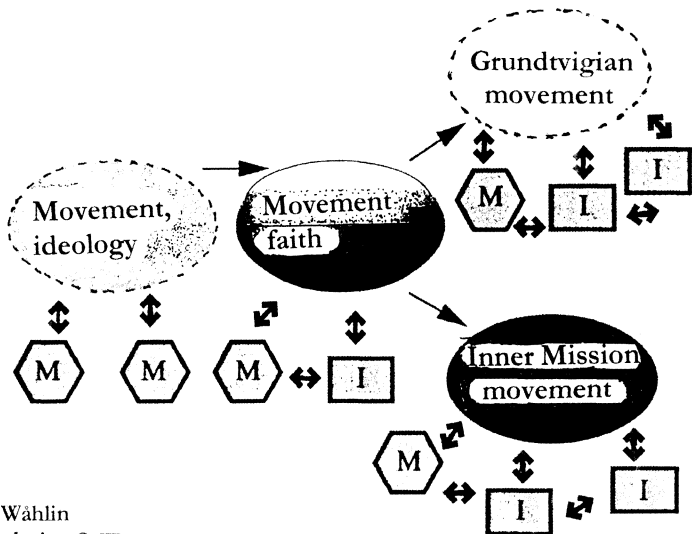 Grundtvigian
movement
Movement,
ideology
Movement
faith
M
I
I
M
M
M
I
Inner Mission
movement
M
I
I
Wåhlin